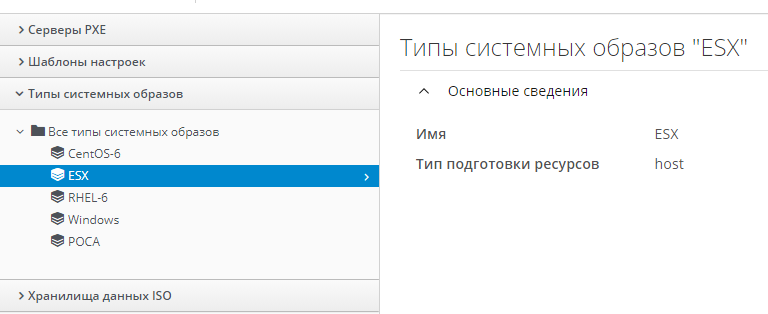 Серверы PXE
Шаблоны настроек
Типы системных образов
Все типы системных образов
CentOS-6
ESX
RHEL-6
Windows
РОСА
Хранилища данных ISO
Типы системных образов "ESX"
Основные сведения
Имя ESX
Тип подготовки ресурсов host